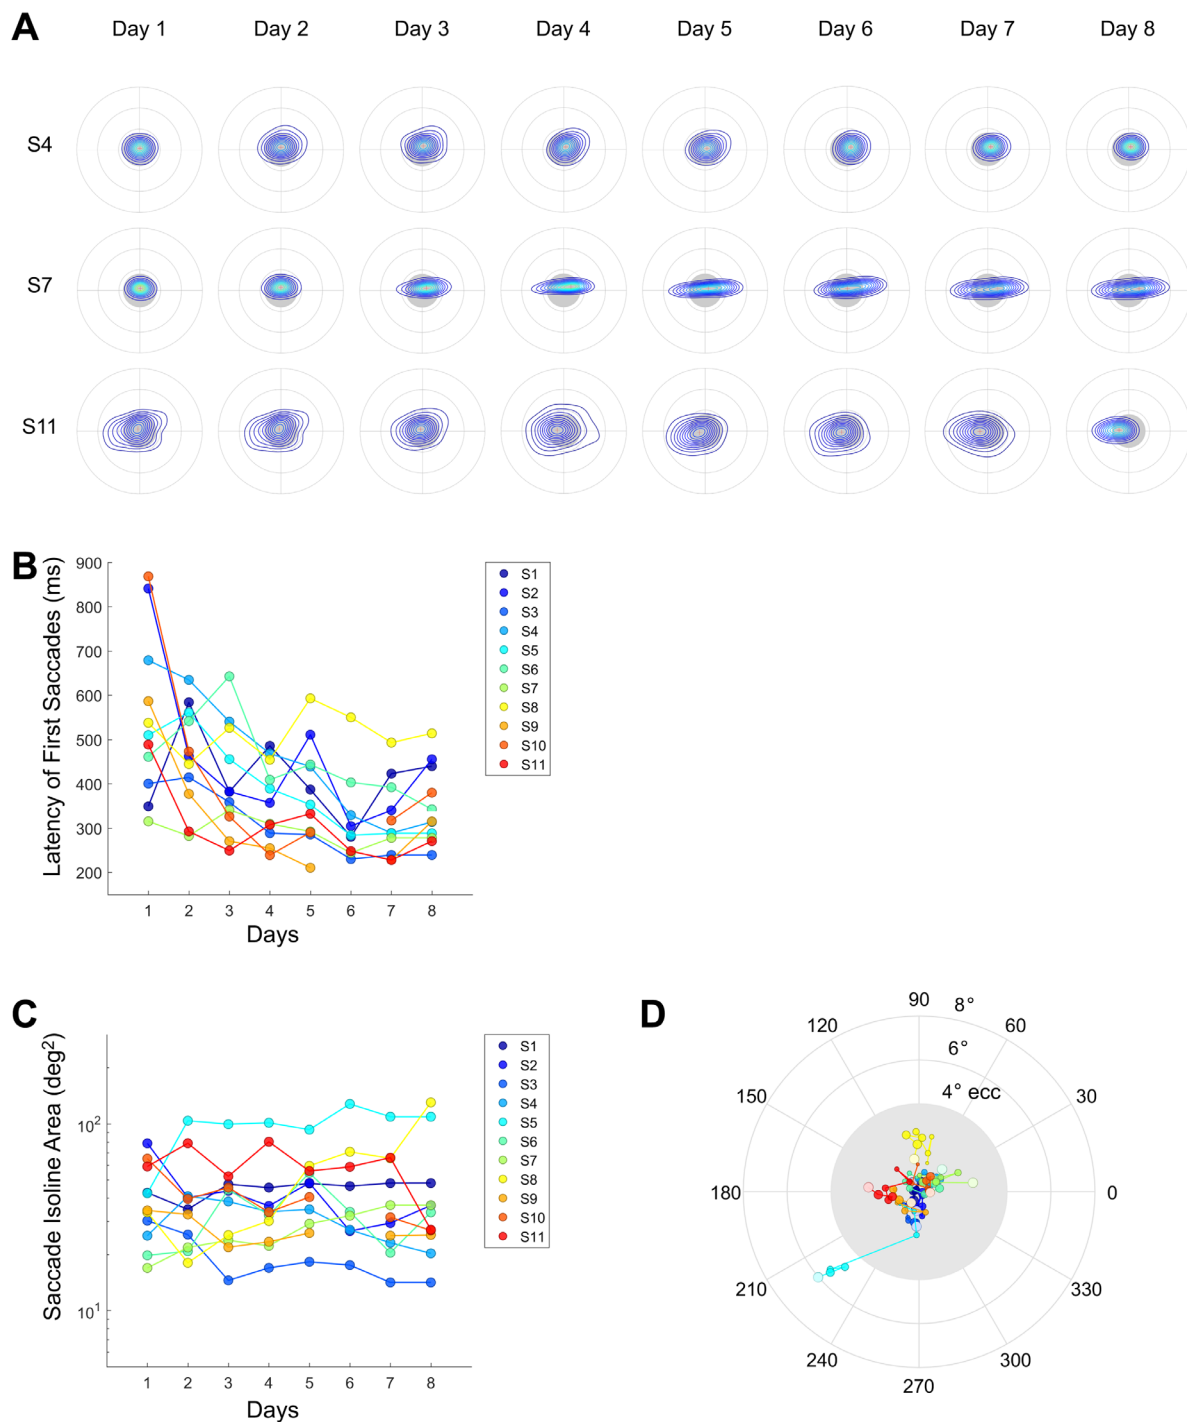 A
Day 1 Day 2 Day 3 Day 4 Day 5 Day 6 Day 7 Day 8
S4
S7
S11
B
Latency of First Saccades (ms)
900
800
700
600
500
400
300
200
1 2 3 4 5 6 7 8
Days
S1
S2
S3
S4
S5
S6
S7
S8
S9
S10
S11
C
Saccade Isoline Area (deg²)
10²
10¹
1 2 3 4 5 6 7 8
Days
S1
S2
S3
S4
S5
S6
S7
S8
S9
S10
S11
D
90 8°
120 60
6°
150 4° ecc 30
180 0
210 330
240 300
270